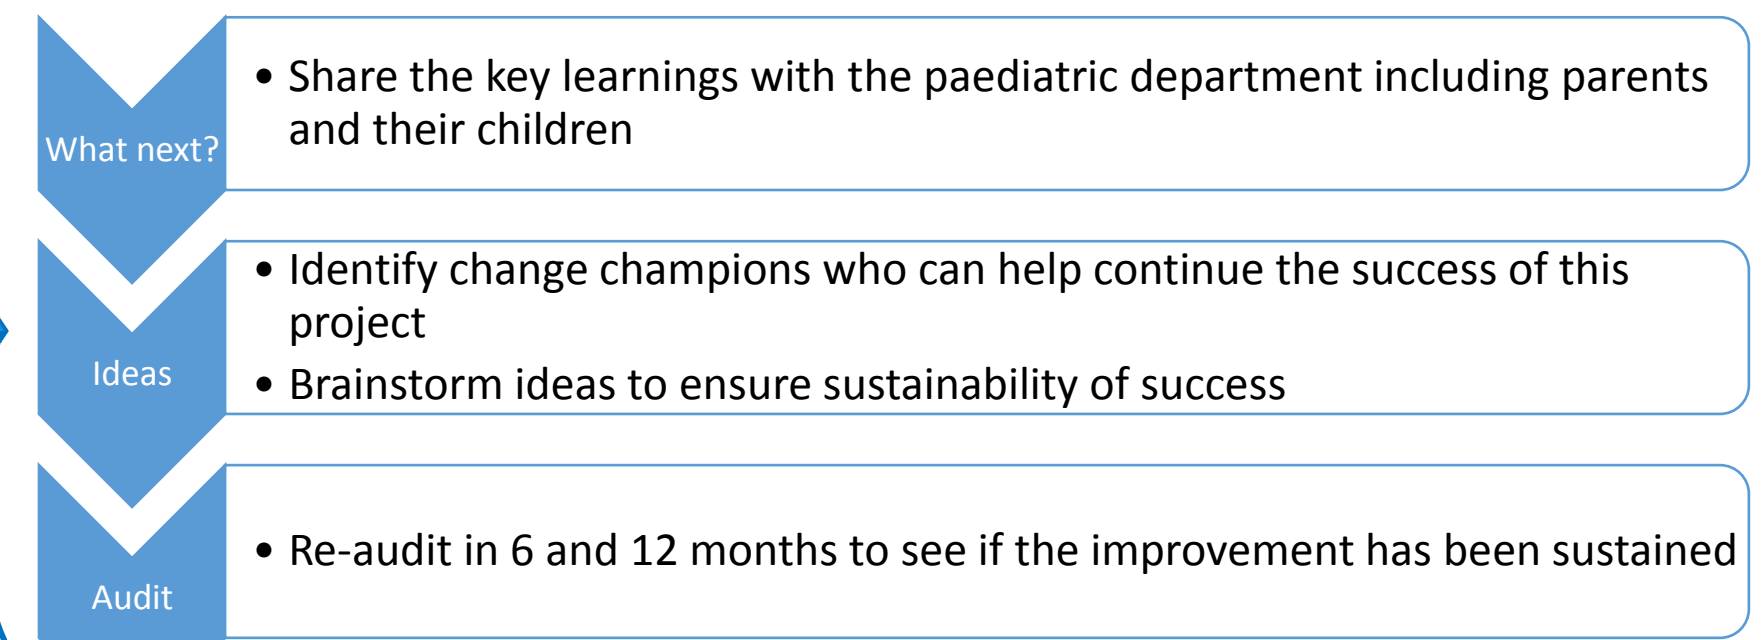 What next?
• Share the key learnings with the paediatric department including parents
and their children
Ideas
• Identify change champions who can help continue the success of this
project
• Brainstorm ideas to ensure sustainability of success
Audit
• Re-audit in 6 and 12 months to see if the improvement has been sustained